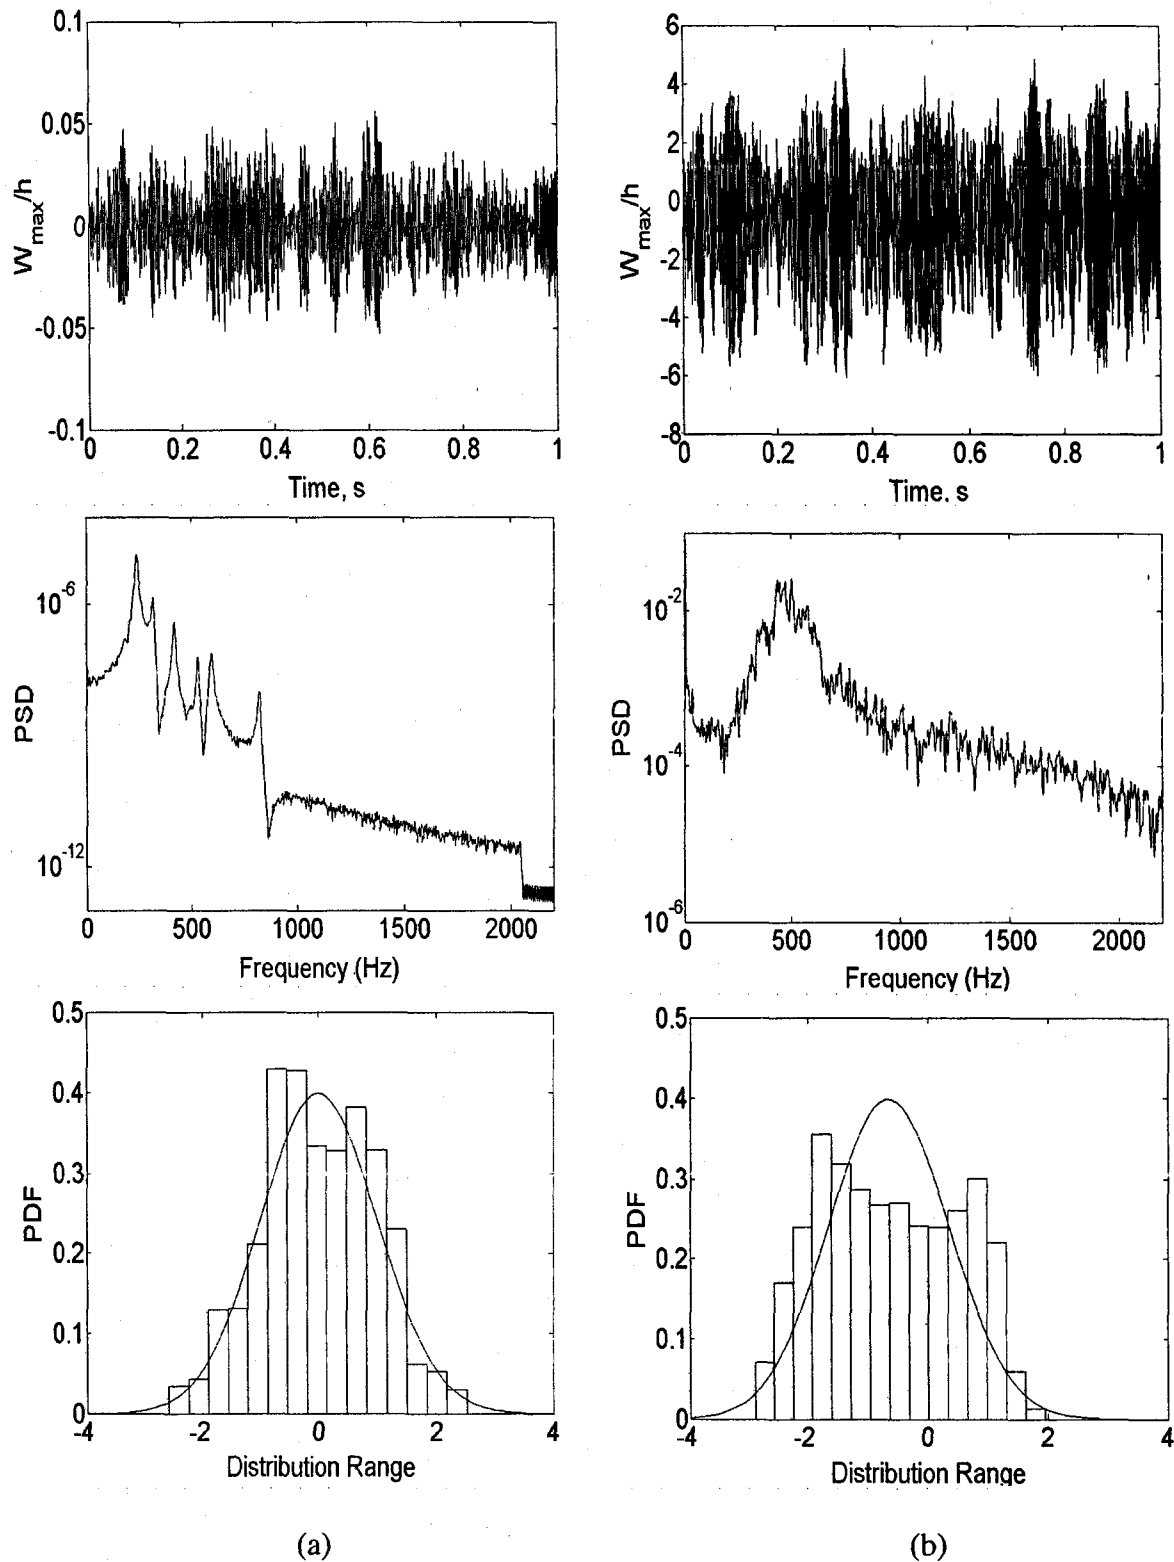 0.1
0.05
0
-0.05
-0.1
W_max/h
0 0.2 0.4 0.6 0.8 1
Time, s
6
4
2
0
-2
-4
-6
-8
W_max/h
0 0.2 0.4 0.6 0.8 1
Time. s
10^-6
10^-12
PSD
0 500 1000 1500 2000
Frequency (Hz)
10^-2
10^-4
10^-6
PSD
0 500 1000 1500 2000
Frequency (Hz)
0.5
0.4
0.3
0.2
0.1
0
PDF
-4 -2 0 2 4
Distribution Range
0.5
0.4
0.3
0.2
0.1
0
PDF
-4 -2 0 2 4
Distribution Range
(a)
(b)